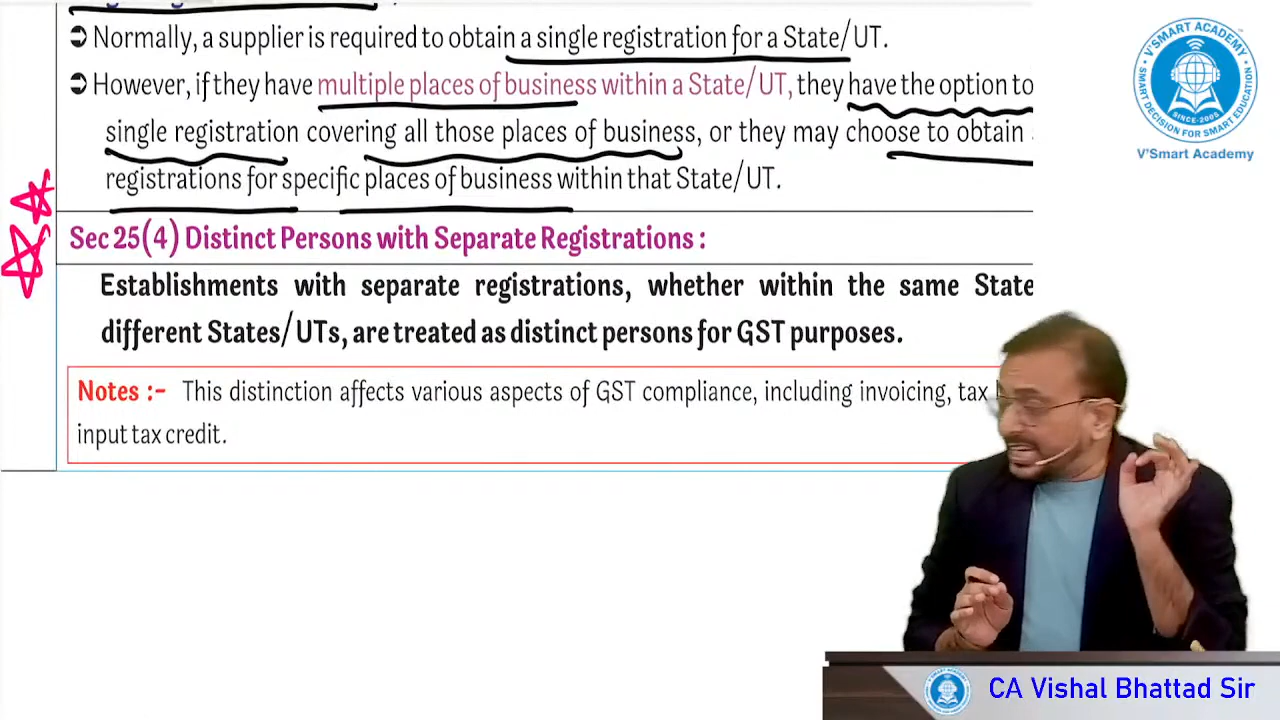 ➲ Normally, a supplier is required to obtain a single registration for a State/UT.
➲ However, if they have multiple places of business within a State/UT, they have the option to
single registration covering all those places of business, or they may choose to obtain
registrations for specific places of business within that State/UT.
Sec 25(4) Distinct Persons with Separate Registrations :
Establishments with separate registrations, whether within the same State
different States/UTs, are treated as distinct persons for GST purposes.
Notes :- This distinction affects various aspects of GST compliance, including invoicing, tax
input tax credit.
V'SMART ACADEMY
SMART DECISION FOR SMART EDUCATION
SINCE-2005
V'Smart Academy
CA Vishal Bhattad Sir